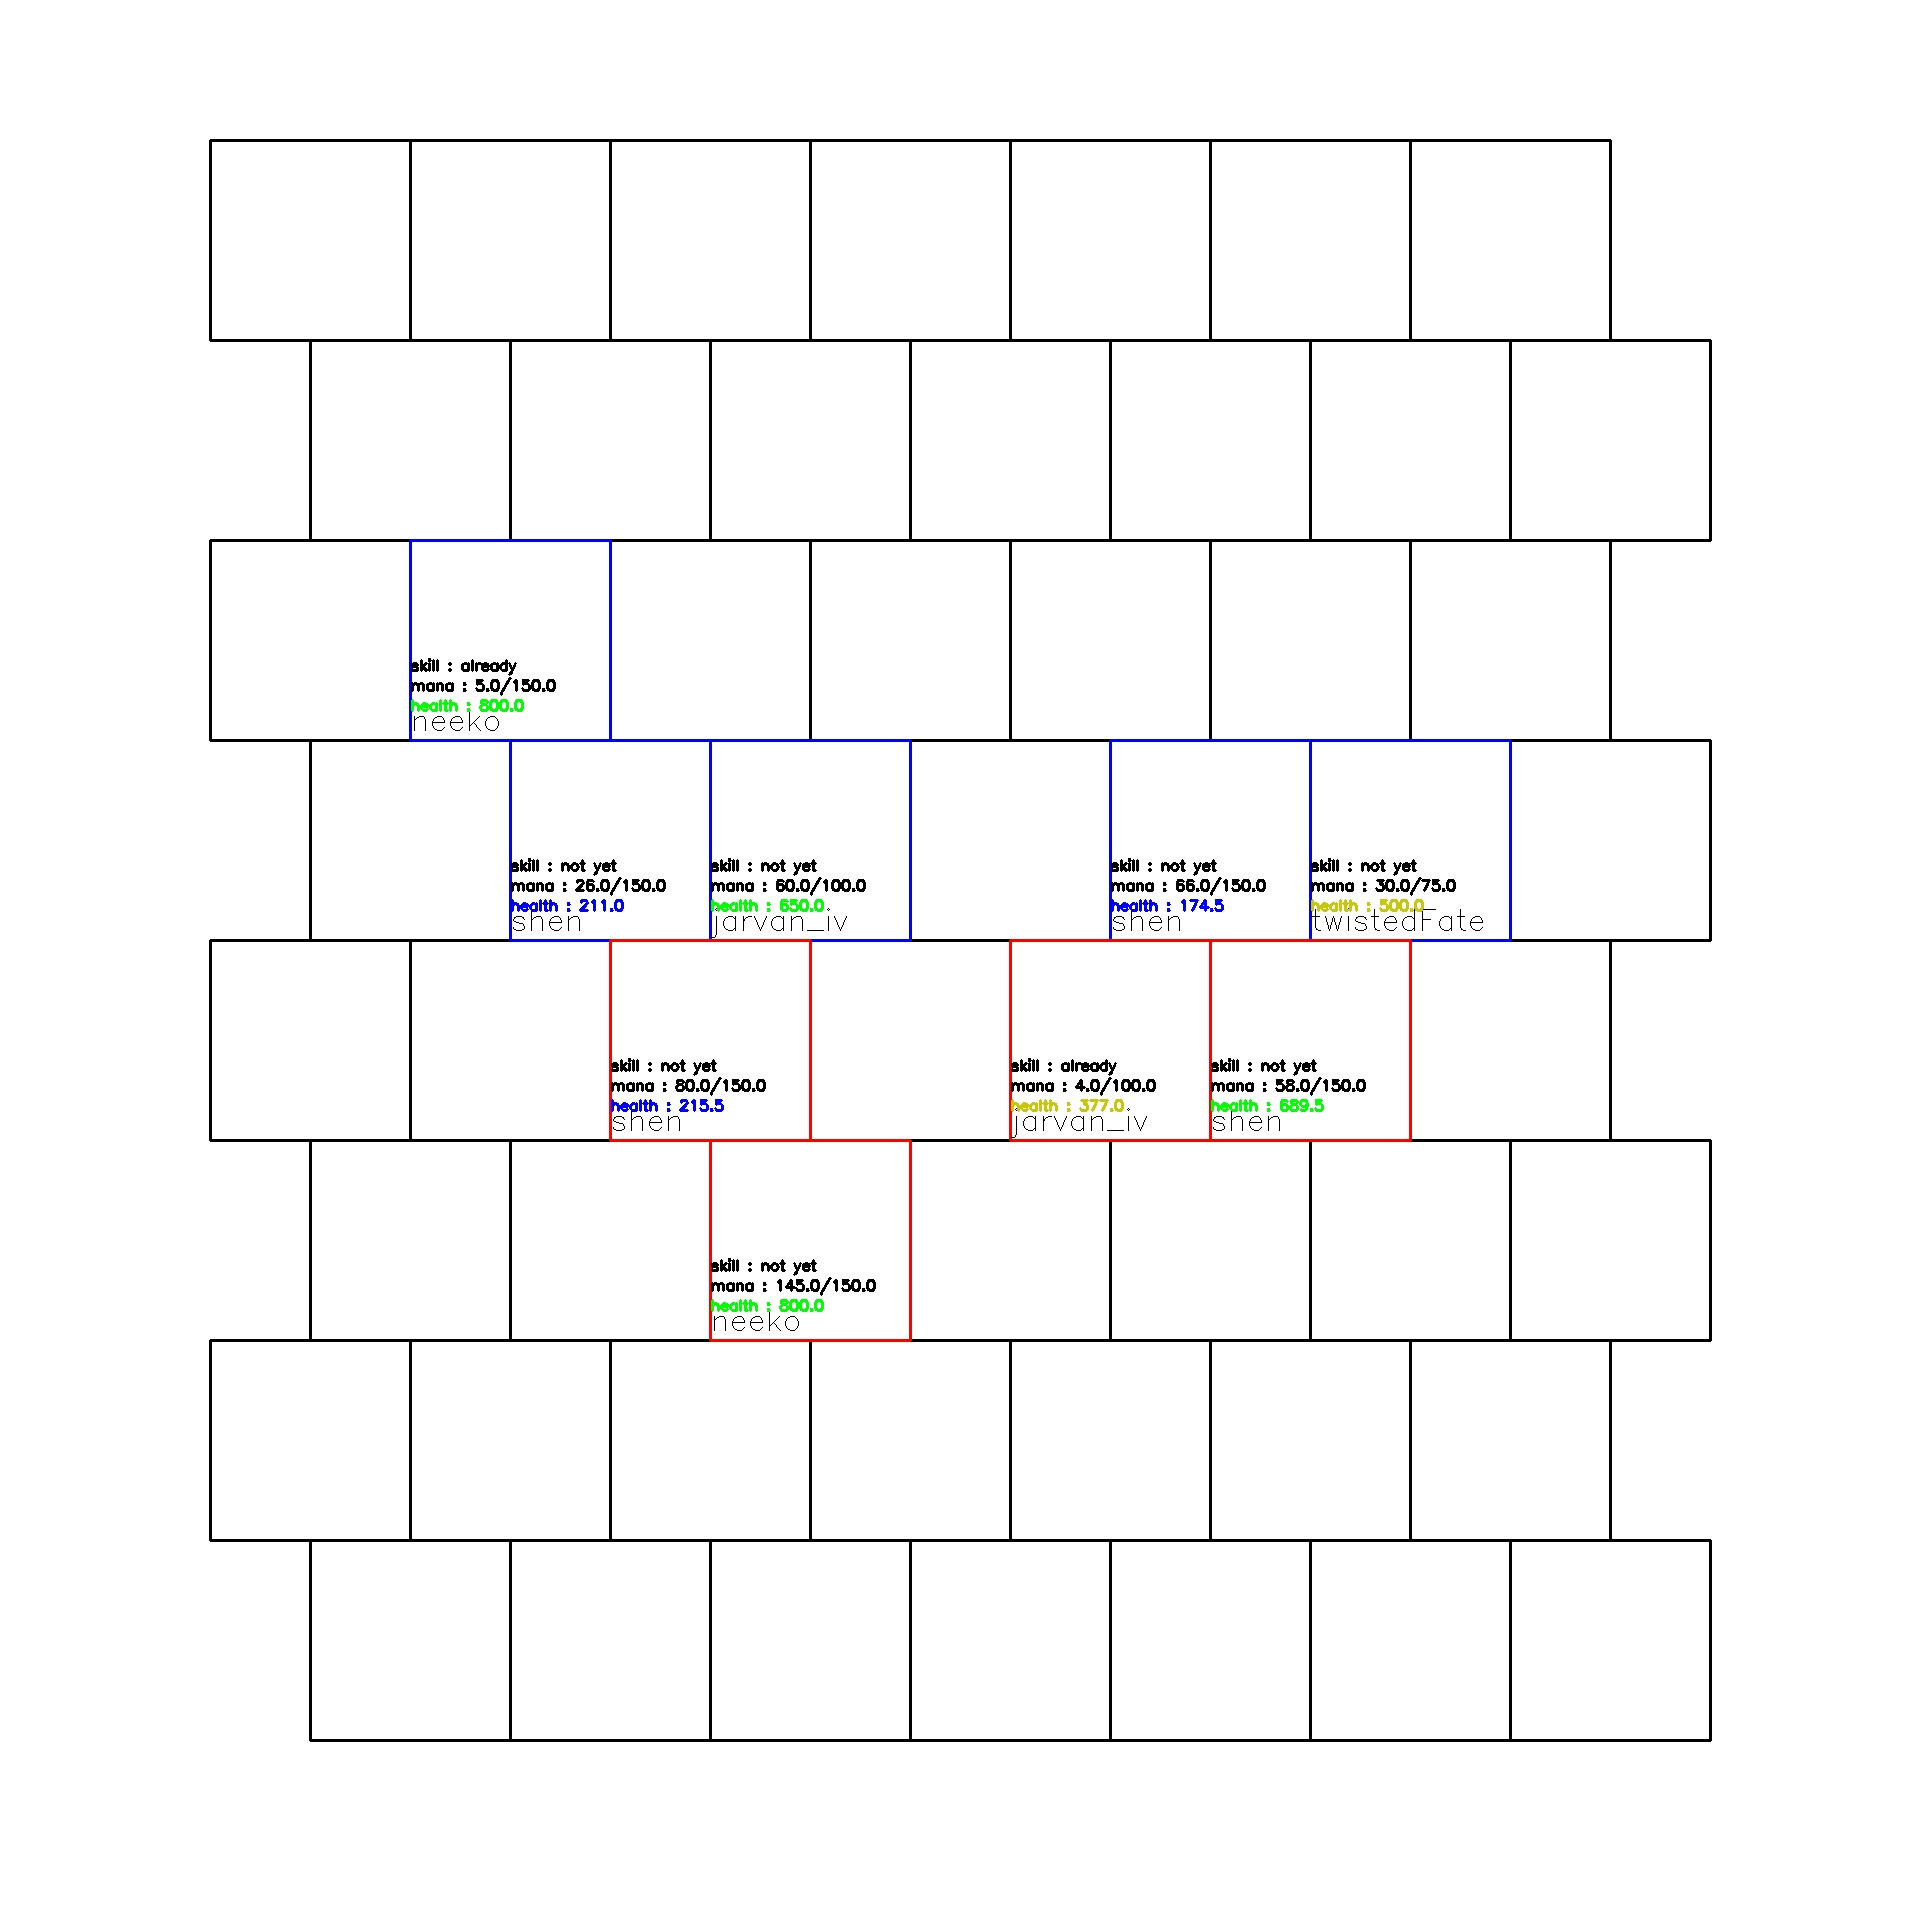 skill : already
mana : 5.0/150.0
health : 800.0
neeko
skill : not yet
mana : 26.0/150.0
health : 211.0
shen
skill : not yet
mana : 60.0/100.0
health : 650.0
jarvan_iv
skill : not yet
mana : 66.0/150.0
health : 174.5
shen
skill : not yet
mana : 30.0/75.0
health : 500.0
twistedFate
skill : not yet
mana : 80.0/150.0
health : 215.5
shen
skill : already
mana : 4.0/100.0
health : 377.0
jarvan_iv
skill : not yet
mana : 58.0/150.0
health : 689.5
shen
skill : not yet
mana : 145.0/150.0
health : 800.0
neeko